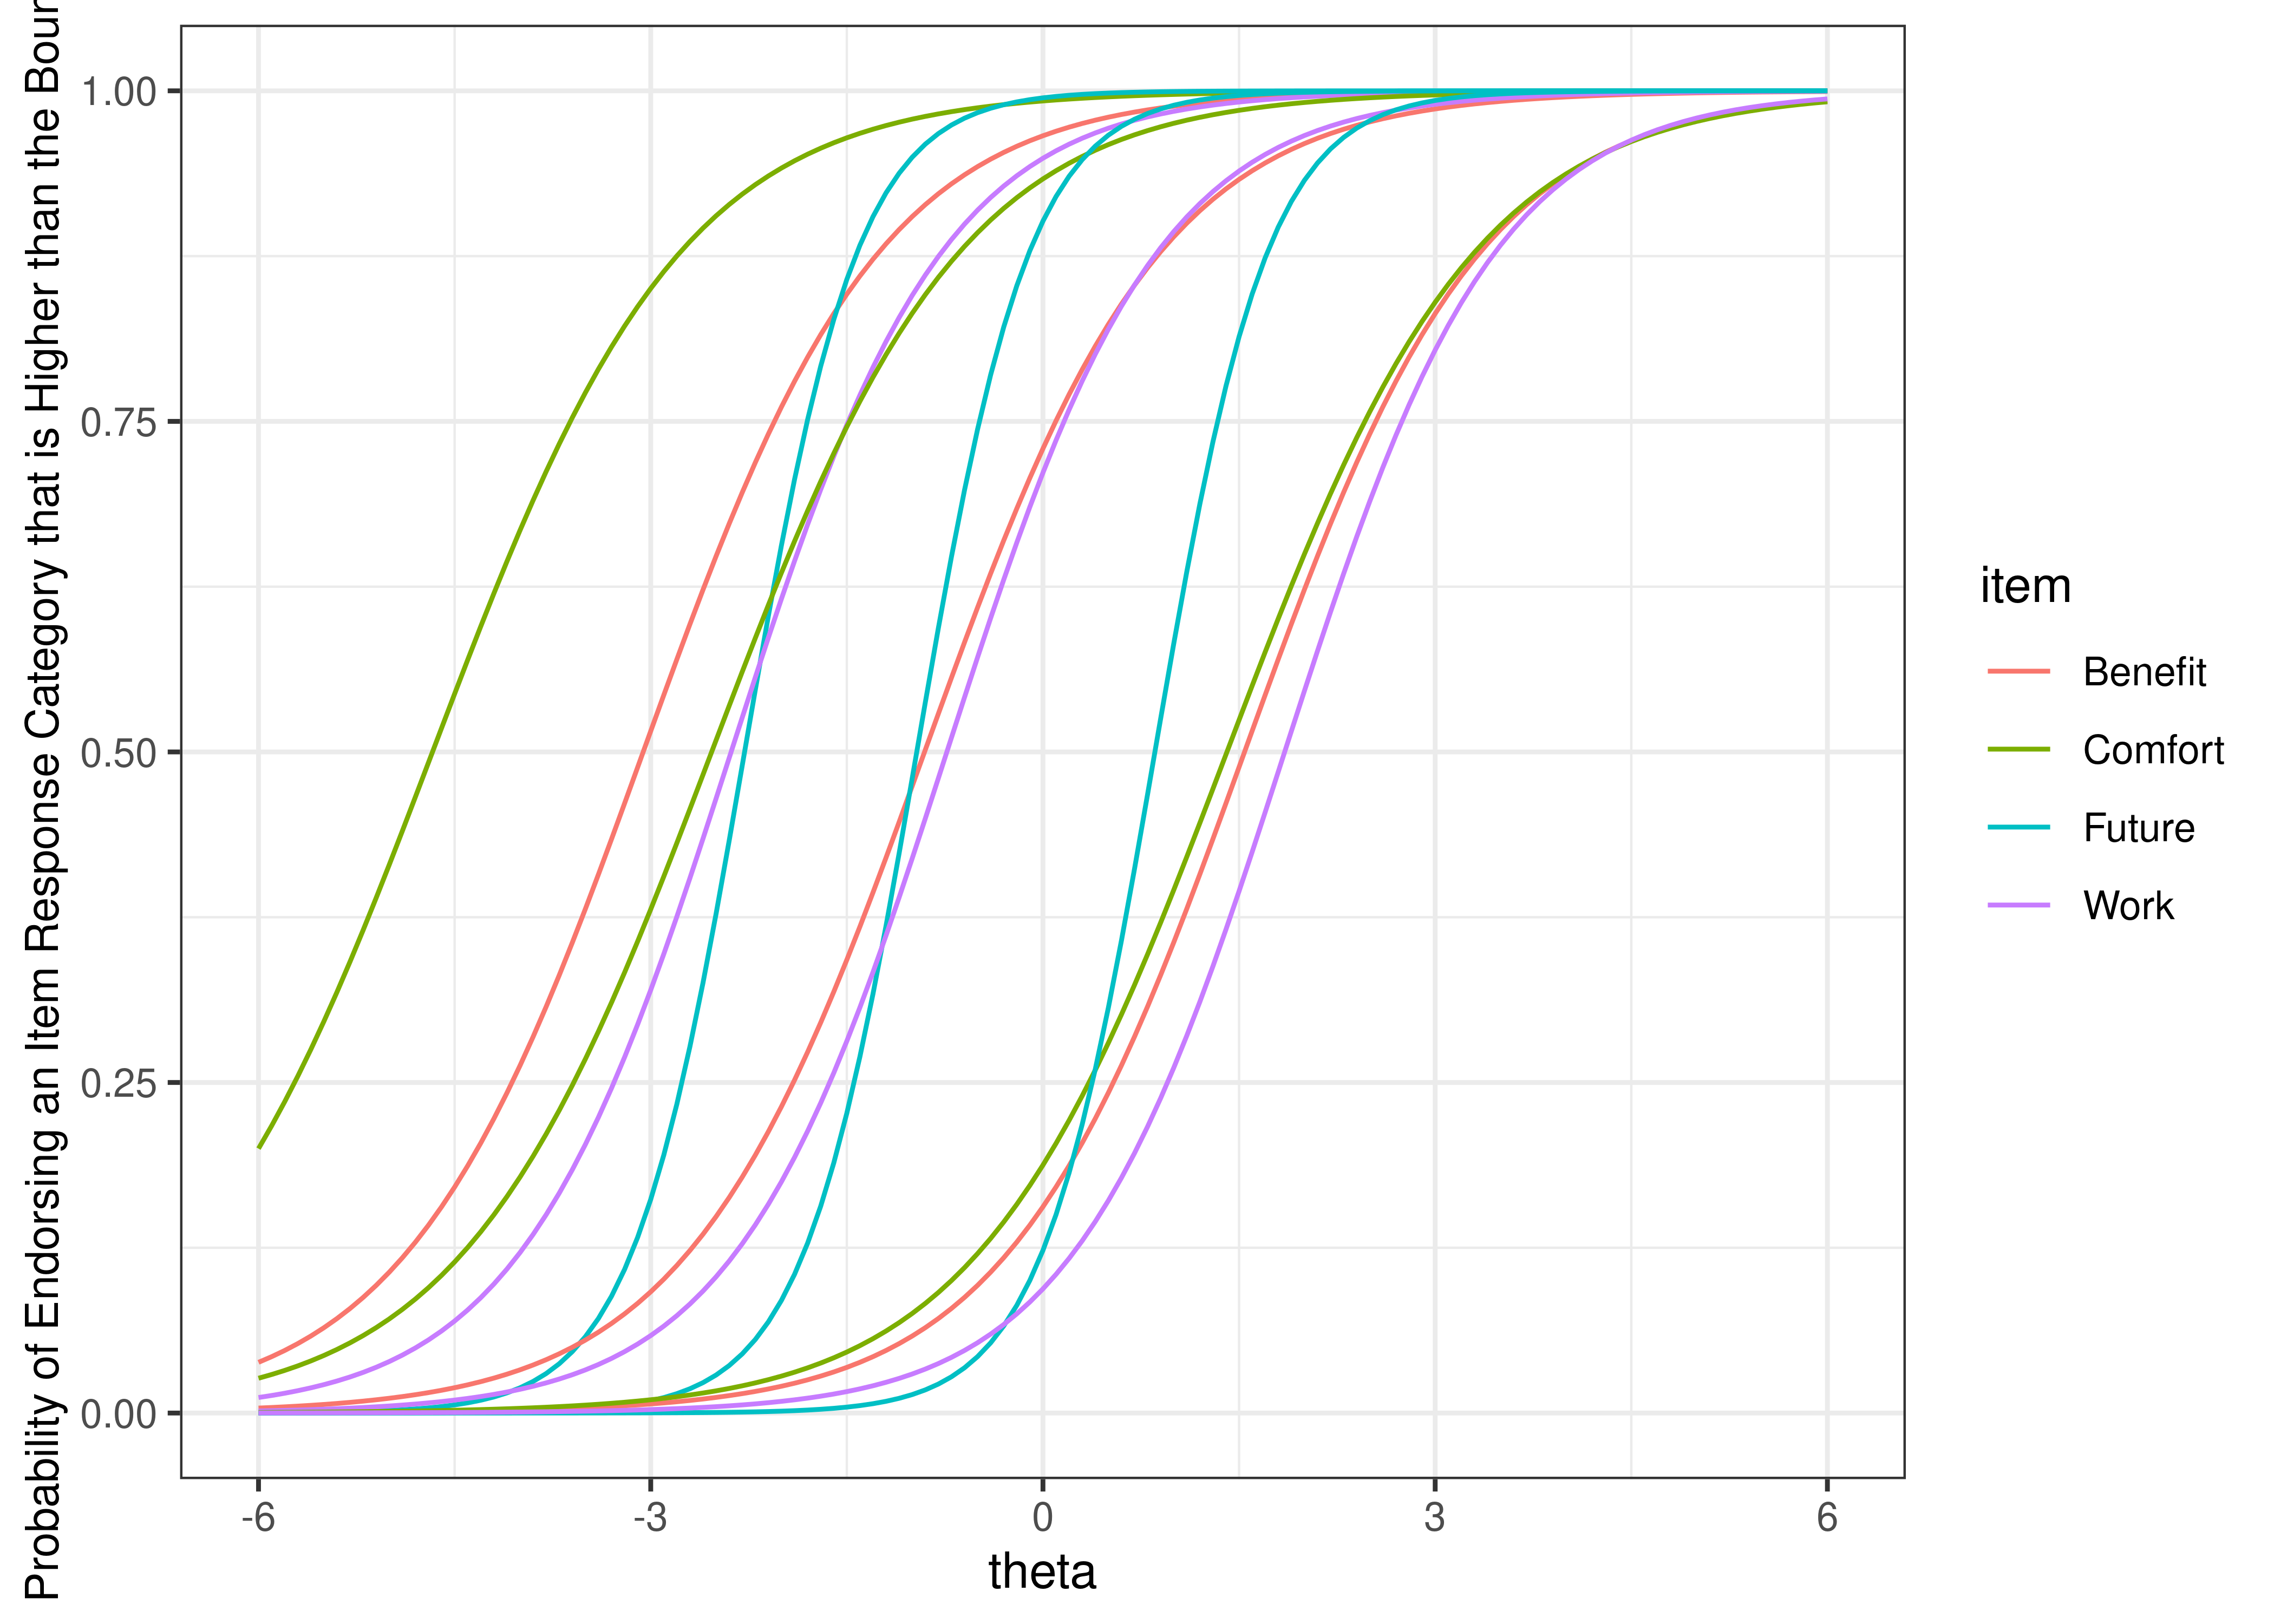 Probability of Endorsing an Item Response Category that is Higher than the
1.00
0.75
0.50
0.25
0.00
-6
-3
0
3
6
theta
item
Benefit
Comfort
Future
Work